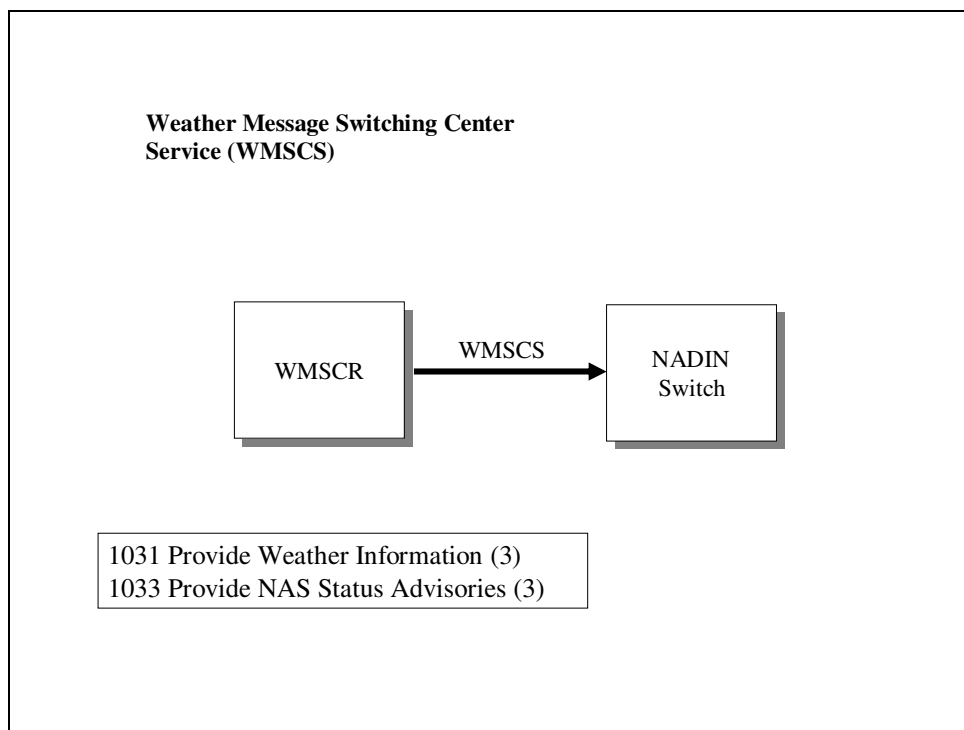 Weather Message Switching Center
Service (WMSCS)
WMSCR
WMSCS
NADIN
Switch
1031 Provide Weather Information (3)
1033 Provide NAS Status Advisories (3)